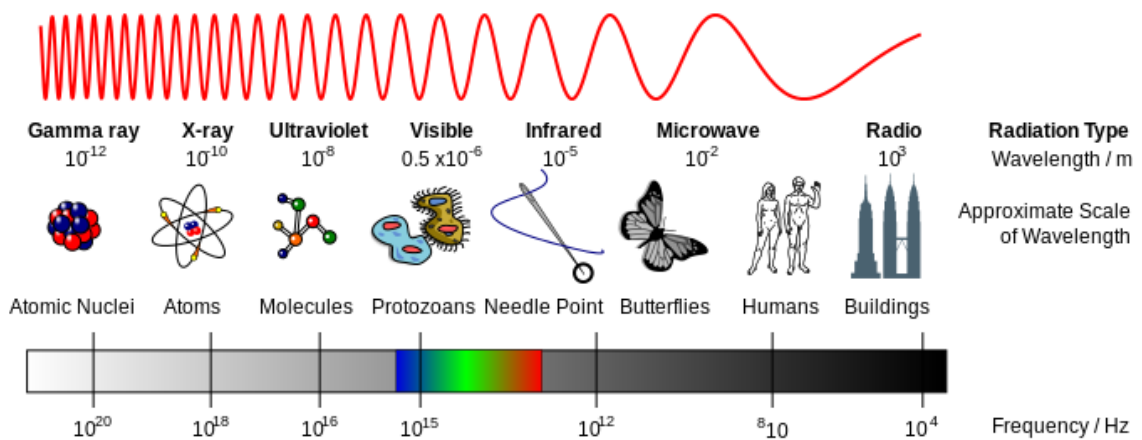 Gamma ray X-ray Ultraviolet Visible Infrared Microwave Radio Radiation Type
10⁻¹² 10⁻¹⁰ 10⁻⁸ 0.5 x10⁻⁶ 10⁻⁵ 10⁻² 10³ Wavelength / m
Approximate Scale
of Wavelength
Atomic Nuclei Atoms Molecules Protozoans Needle Point Butterflies Humans Buildings
10²⁰ 10¹⁸ 10¹⁶ 10¹⁵ 10¹² ⁸10 10⁴ Frequency / Hz